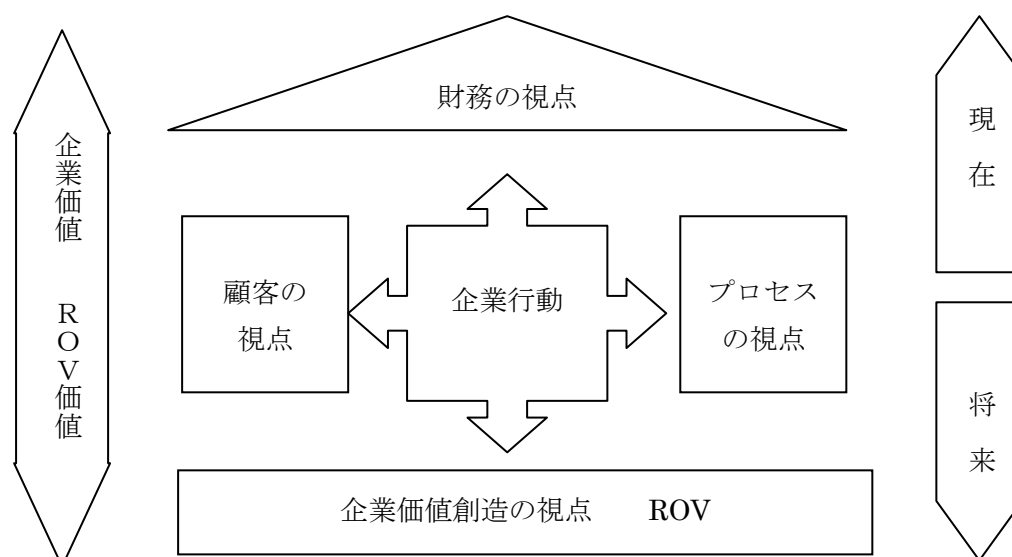 財務の視点
企業価値 ROV価値
現在
顧客の
視点
企業行動
プロセス
の視点
将来
企業価値創造の視点 ROV